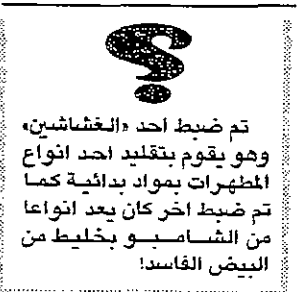 ؟
تم ضبط احد «الغشاشين»
وهو يقوم بتقليد احد انواع
المطهرات بمواد بدائية كما
تم ضبط اخر كان يعد انواعا
من الشامبو بخليط من
البيض الفاسد!